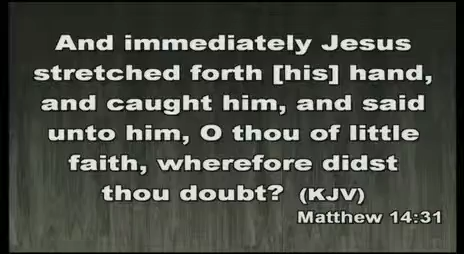 And immediately Jesus
stretched forth [his] hand,
and caught him, and said
unto him, O thou of little
faith, wherefore didst
thou doubt? (KJV)
Matthew 14:31